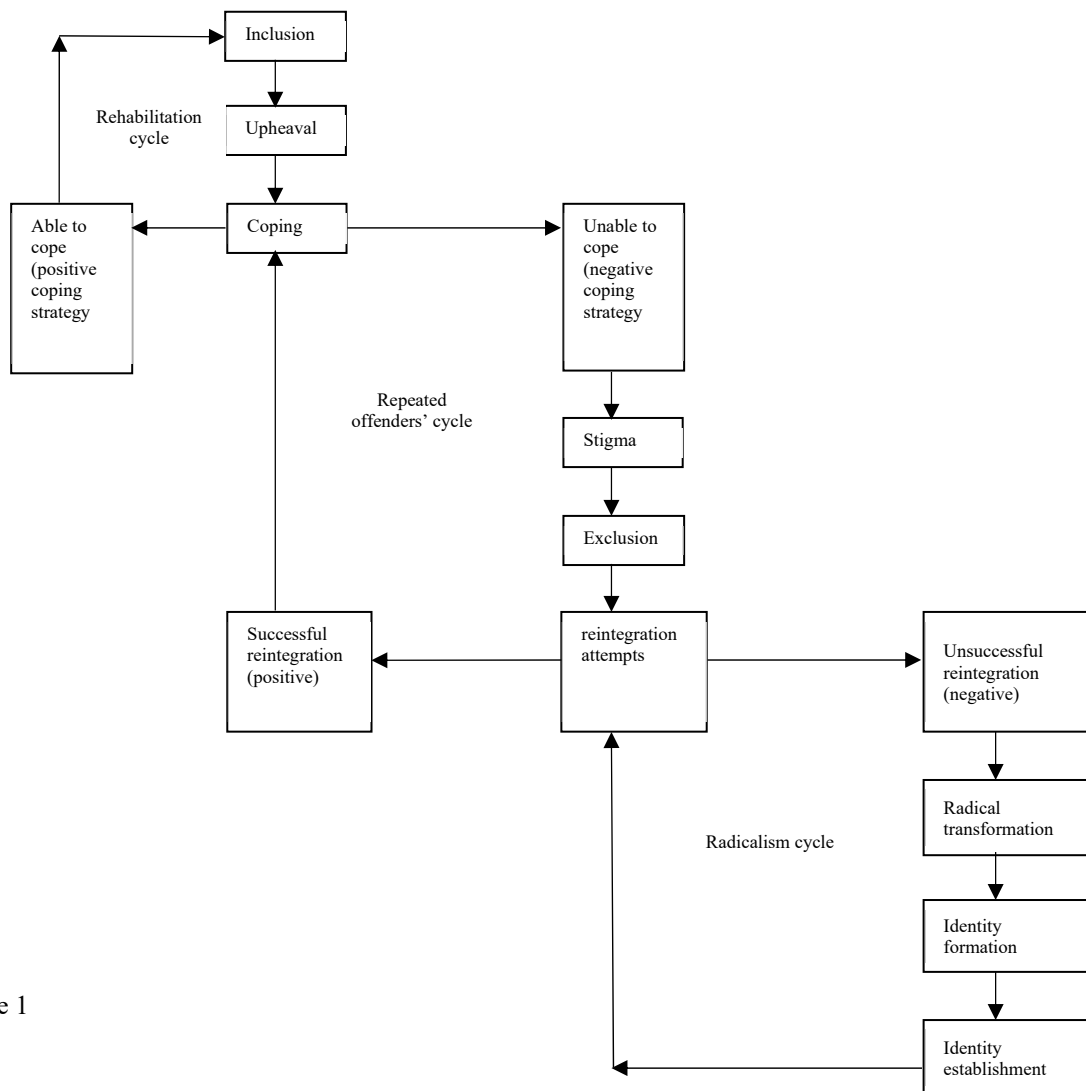 Inclusion
Rehabilitation
cycle
Upheaval
Able to
cope
(positive
coping
strategy
Coping
Unable to
cope
(negative
coping
strategy
Repeated
offenders’ cycle
Stigma
Exclusion
Successful
reintegration
(positive)
reintegration
attempts
Unsuccessful
reintegration
(negative)
Radical
transformation
Radicalism cycle
Identity
formation
e 1
Identity
establishment